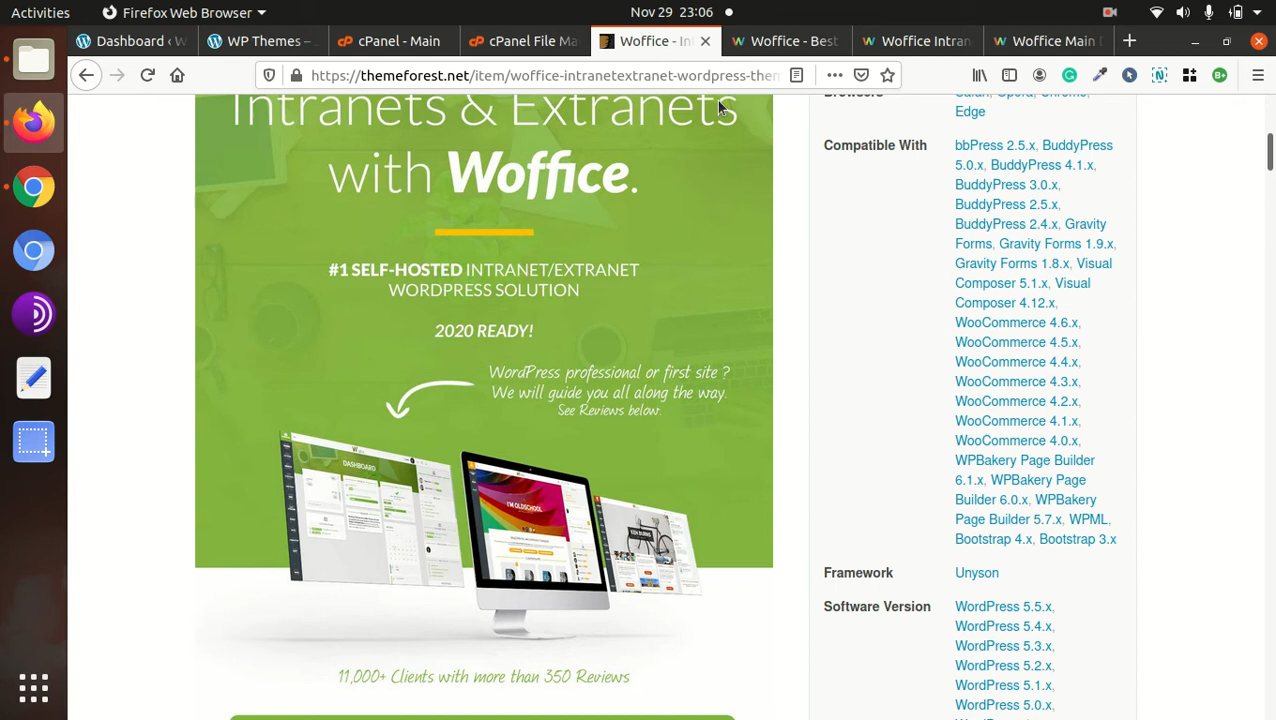 Activities
Firefox Web Browser
Nov 29 23:06
Dashboard ‹ W
WP Themes – 
cPanel - Main
cPanel File Ma
Woffice - In
Woffice - Best
Woffice Intran
Woffice Main D
https://themeforest.net/item/woffice-intranetextranet-wordpress-them
Intranets & Extranets
with Woffice.
#1 SELF-HOSTED INTRANET/EXTRANET
WORDPRESS SOLUTION
2020 READY!
WordPress professional or first site ?
We will guide you all along the way.
See Reviews below.
DASHBOARD
I'M OLDSCHOOL
11,000+ Clients with more than 350 Reviews
Browsers
Safari, Opera, Chrome,
Edge
Compatible With
bbPress 2.5.x, BuddyPress
5.0.x, BuddyPress 4.1.x,
BuddyPress 3.0.x,
BuddyPress 2.5.x,
BuddyPress 2.4.x, Gravity
Forms, Gravity Forms 1.9.x,
Gravity Forms 1.8.x, Visual
Composer 5.1.x, Visual
Composer 4.12.x,
WooCommerce 4.6.x,
WooCommerce 4.5.x,
WooCommerce 4.4.x,
WooCommerce 4.3.x,
WooCommerce 4.2.x,
WooCommerce 4.1.x,
WooCommerce 4.0.x,
WPBakery Page Builder
6.1.x, WPBakery Page
Builder 6.0.x, WPBakery
Page Builder 5.7.x, WPML,
Bootstrap 4.x, Bootstrap 3.x
Framework
Unyson
Software Version
WordPress 5.5.x,
WordPress 5.4.x,
WordPress 5.3.x,
WordPress 5.2.x,
WordPress 5.1.x,
WordPress 5.0.x,